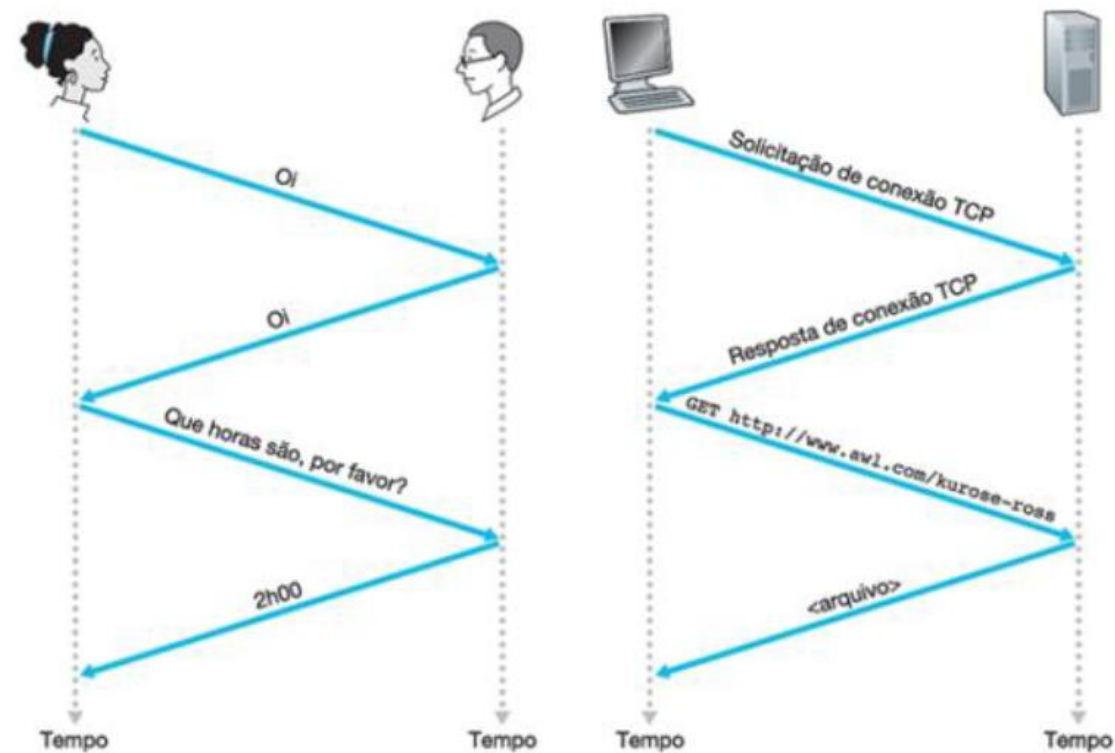 Oi
Oi
Que horas são, por favor?
2h00
Tempo
Tempo
Solicitação de conexão TCP
Resposta de conexão TCP
GET http://www.awl.com/kurose-ross
<arquivo>
Tempo
Tempo